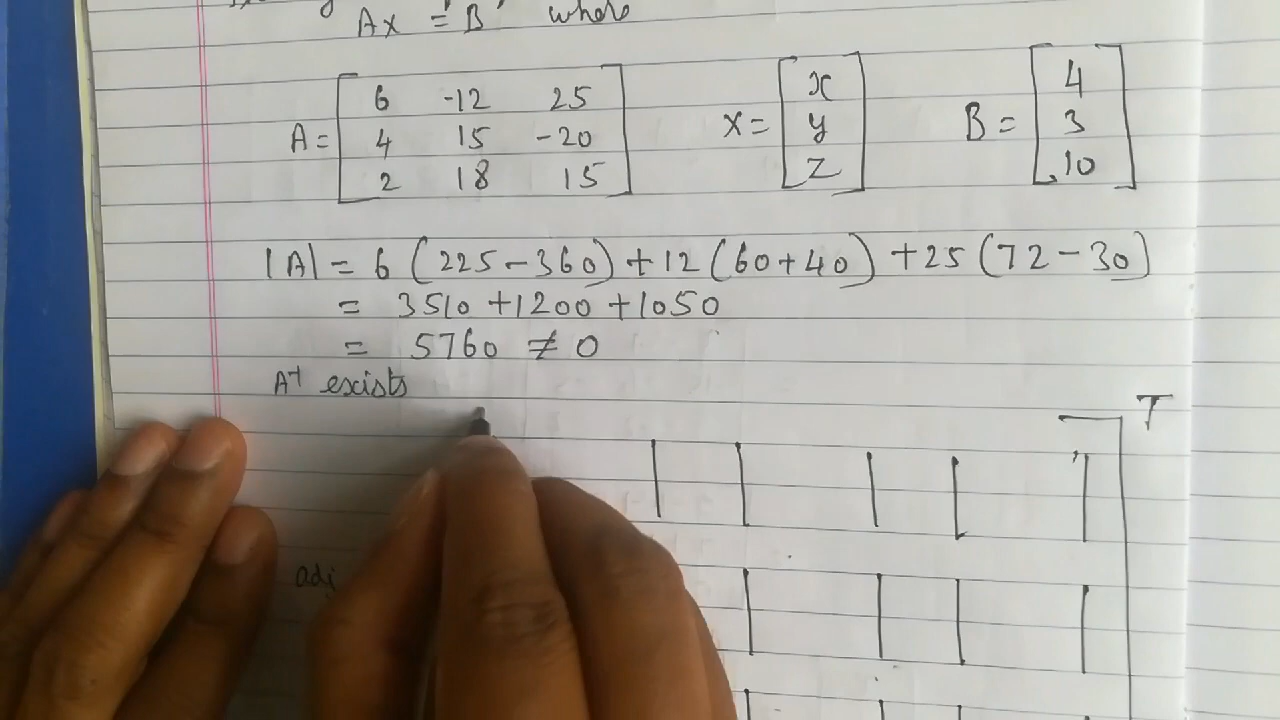 Ax = B where
A = [ 6 -12 25 4 15 -20 2 18 15 ] X = [ x y z ] B = [ 4 3 10 ]
|A| = 6 (225 - 360) + 12 (60 + 40) + 25 (72 - 30)
= 3510 + 1200 + 1050
= 5760 ≠ 0
A⁻¹ exists
T
adj